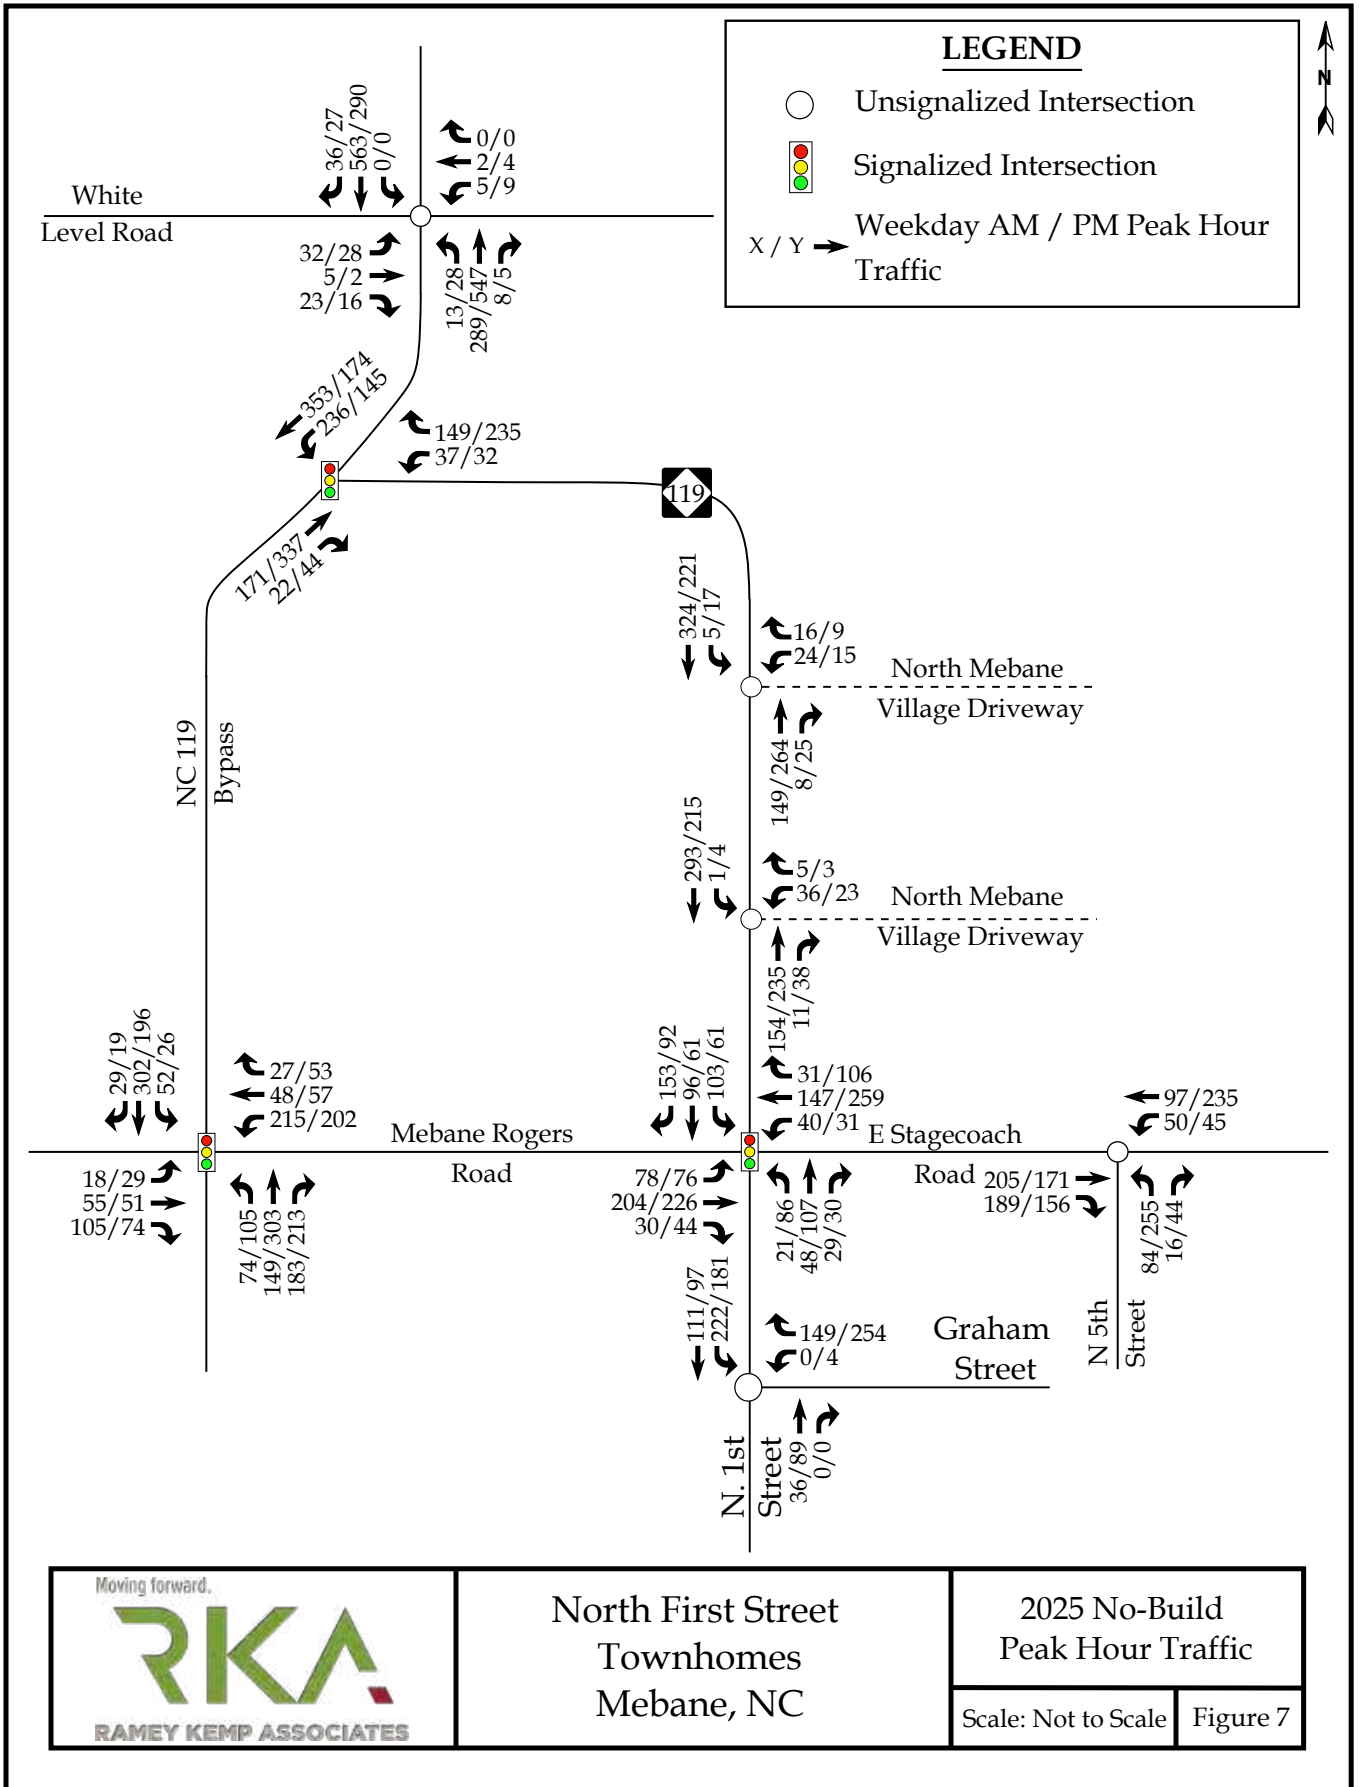 LEGEND
Unsignalized Intersection
Signalized Intersection
X / Y
Weekday AM / PM Peak Hour
Traffic
N
36/27
563/290
0/0
0/0
2/4
5/9
White
Level Road
32/28
5/2
23/16
13/28
289/547
8/5
353/174
236/145
149/235
37/32
119
171/337
22/44
324/221
5/17
16/9
24/15
North Mebane
Village Driveway
149/264
8/25
NC 119
Bypass
293/215
1/4
5/3
36/23
North Mebane
Village Driveway
154/235
11/38
29/19
302/196
52/26
27/53
48/57
215/202
18/29
55/51
105/74
74/105
149/303
183/213
Mebane Rogers
Road
153/92
96/61
103/61
31/106
147/259
40/31
78/76
204/226
30/44
21/86
48/107
29/30
E Stagecoach
Road
97/235
50/45
205/171
189/156
84/255
16/44
N 5th
Street
111/97
222/181
149/254
0/4
Graham
Street
36/89
0/0
N. 1st
Street
Moving forward.
RKA
RAMEY KEMP ASSOCIATES
North First Street
Townhomes
Mebane, NC
2025 No-Build
Peak Hour Traffic
Scale: Not to Scale
Figure 7